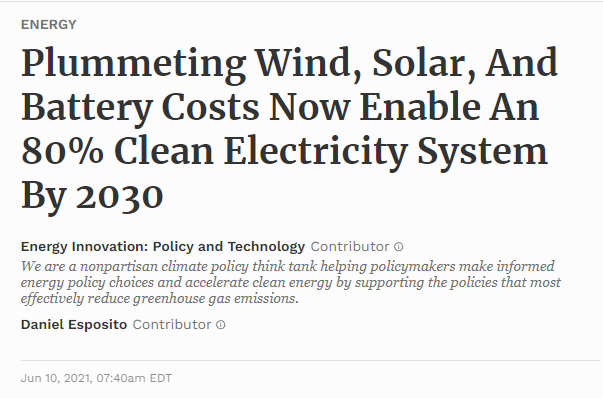 ENERGY
Plummeting Wind, Solar, And
Battery Costs Now Enable An
80% Clean Electricity System
By 2030
Energy Innovation: Policy and Technology Contributor
We are a nonpartisan climate policy think tank helping policymakers make informed
energy policy choices and accelerate clean energy by supporting the policies that most
effectively reduce greenhouse gas emissions.
Daniel Esposito Contributor
Jun 10, 2021, 07:40am EDT